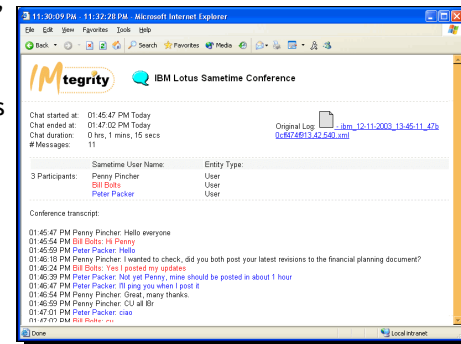 11:30:09 PM - 11:32:28 PM - Microsoft Internet Explorer
File Edit View Favorites Tools Help
Back Search Favorites Media
IMtegrity IBM Lotus Sametime Conference
Chat started at: 01:45:47 PM Today
Chat ended at: 01:47:02 PM Today
Chat duration: 0 hrs, 1 mins, 15 secs
# Messages: 11
Original Log: - ibm_12-11-2003_13-45-11_47b
0cff474f913.42.540.xml
Sametime User Name: Entity Type:
3 Participants: Penny Pincher User
Bill Bolts User
Peter Packer User
Conference transcript:
01:45:47 PM Penny Pincher: Hello everyone
01:45:54 PM Bill Bolts: Hi Penny
01:45:59 PM Peter Packer: Hello
01:46:18 PM Penny Pincher: I wanted to check, did you both post your latest revisions to the financial planning document?
01:46:24 PM Bill Bolts: Yes I posted my updates
01:46:39 PM Peter Packer: Not yet Penny, mine should be posted in about 1 hour
01:46:47 PM Peter Packer: I'll ping you when I post it
01:46:54 PM Penny Pincher: Great, many thanks.
01:46:59 PM Penny Pincher: CU all l8r
01:47:01 PM Peter Packer: ciao
01:47:02 PM Bill Bolts: cu
Done Local intranet